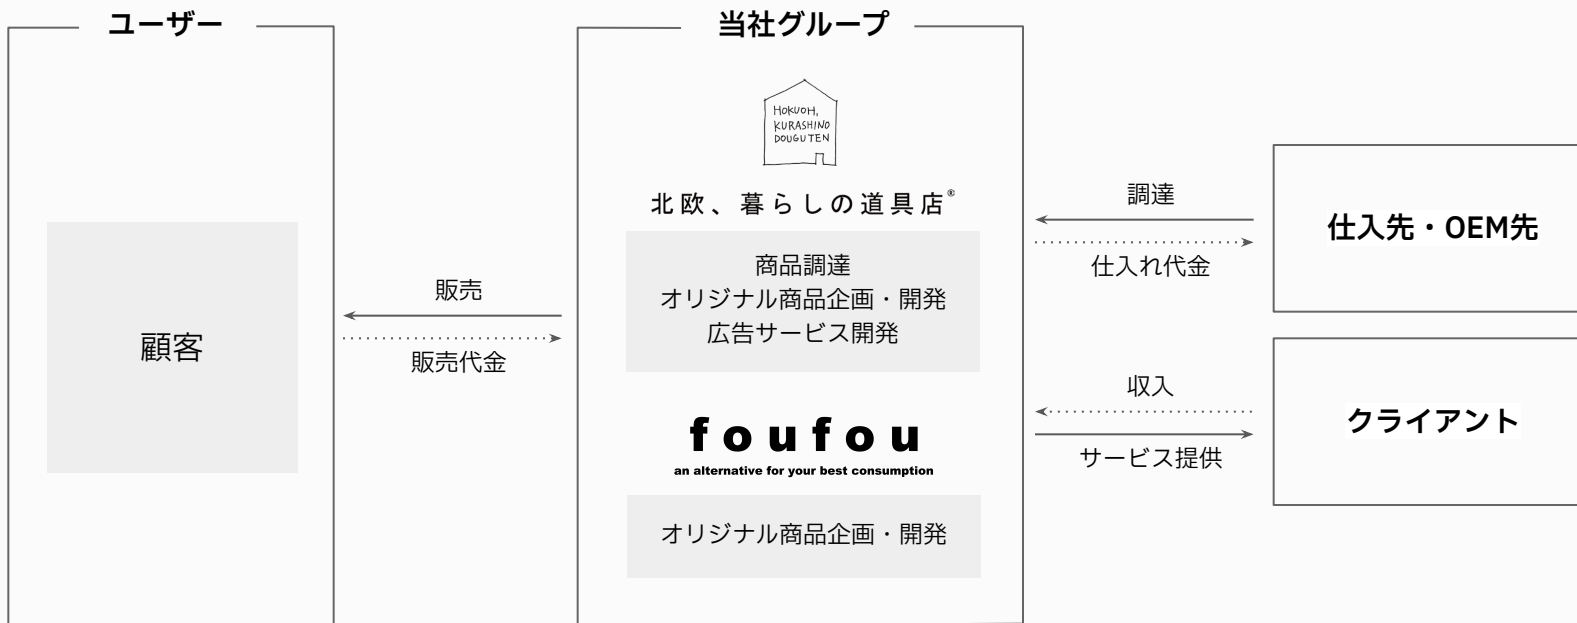 ユーザー
顧客
販売
販売代金
当社グループ
HOKUOH,
KURASHINO
DOUGUTEN
北欧、暮らしの道具店®
商品調達
オリジナル商品企画・開発
広告サービス開発
foufou
an alternative for your best consumption
オリジナル商品企画・開発
調達
仕入れ代金
仕入先・OEM先
収入
サービス提供
クライアント